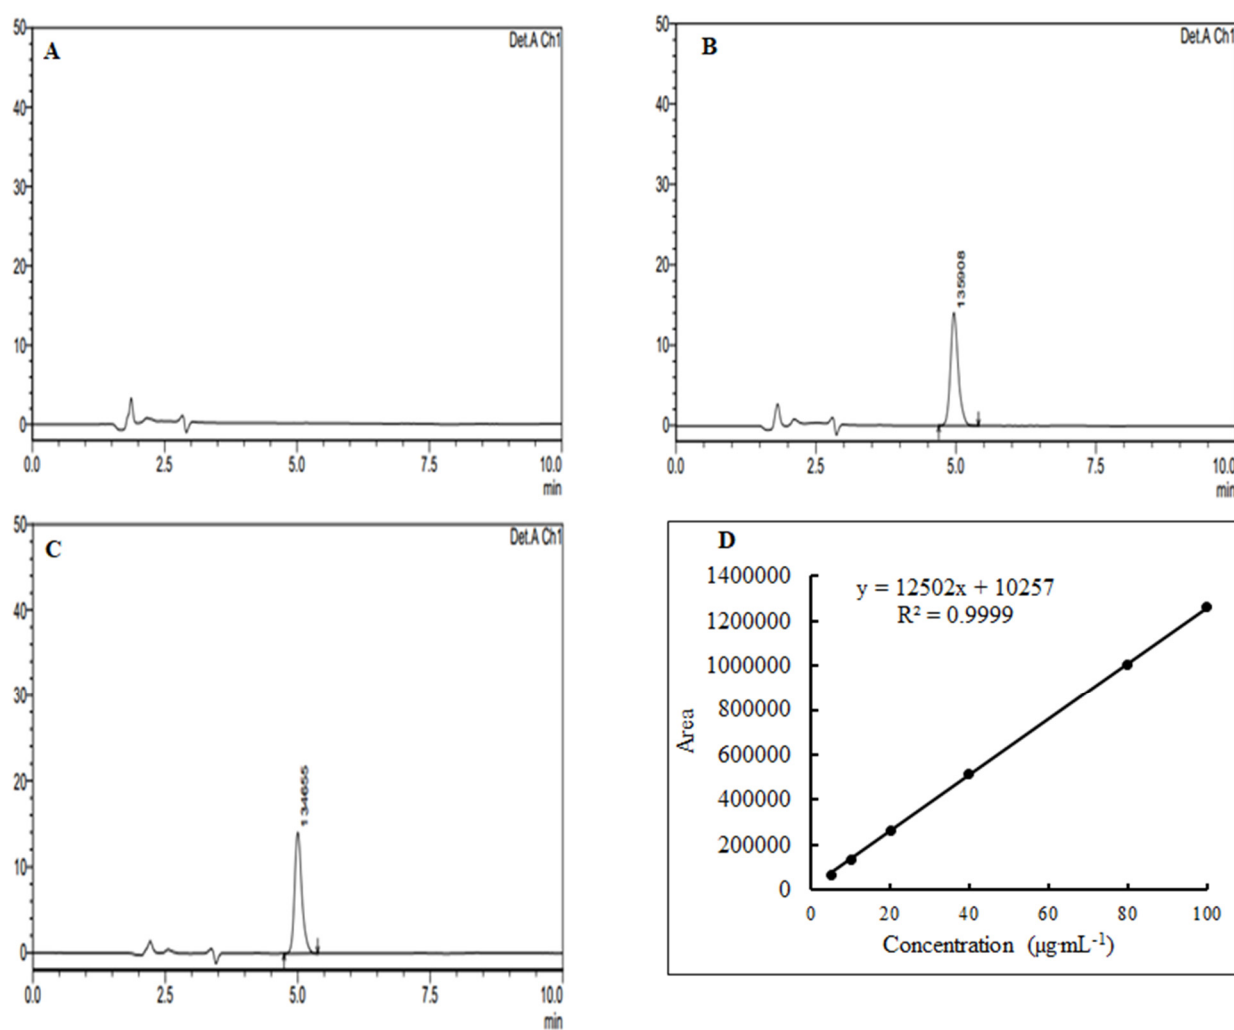 A
Det.A Ch1
50
40
30
20
10
0
0.0 2.5 5.0 7.5 10.0
min
B
Det.A Ch1
50
40
30
20
10
0
135908
0.0 2.5 5.0 7.5 10.0
min
C
Det.A Ch1
50
40
30
20
10
0
134655
0.0 2.5 5.0 7.5 10.0
min
D
y = 12502x + 10257
R² = 0.9999
1400000
1200000
1000000
800000
600000
400000
200000
0
Area
0 20 40 60 80 100
Concentration (µg·mL⁻¹)